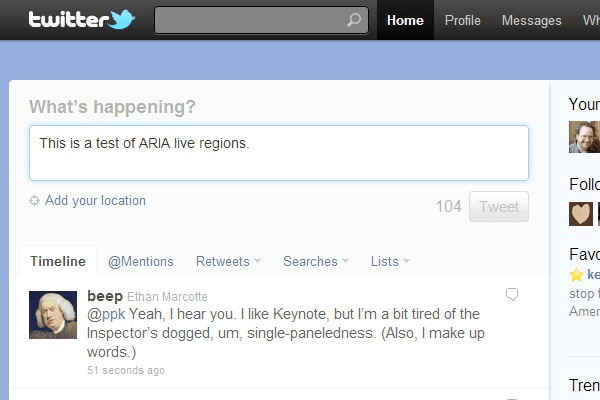 twitter
Home Profile Messages Wh
What's happening?
This is a test of ARIA live regions.
Add your location
104 Tweet
Timeline @Mentions Retweets Searches Lists
beep Ethan Marcotte
@ppk Yeah, I hear you. I like Keynote, but I'm a bit tired of the
Inspector's dogged, um, single-paneledness. (Also, I make up
words.)
51 seconds ago
Your
Follo
Favo
ke
stop f
Amer
Tren